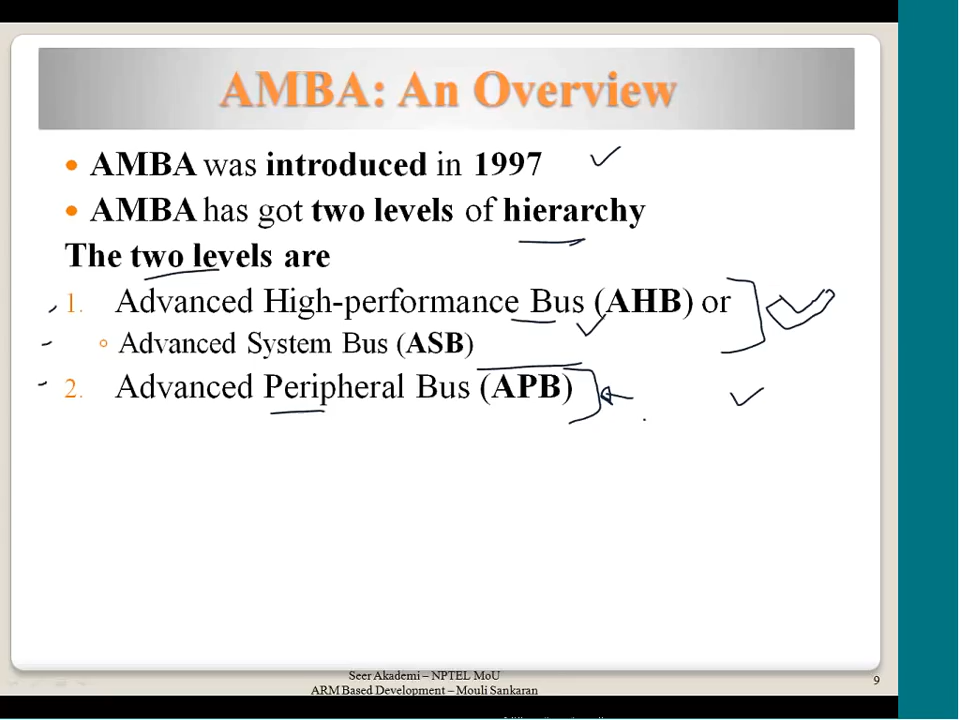 AMBA: An Overview
• AMBA was introduced in 1997
• AMBA has got two levels of hierarchy
The two levels are
1. Advanced High-performance Bus (AHB) or
◦ Advanced System Bus (ASB)
2. Advanced Peripheral Bus (APB)
Seer Akademi – NPTEL MoU
ARM Based Development – Mouli Sankaran
9